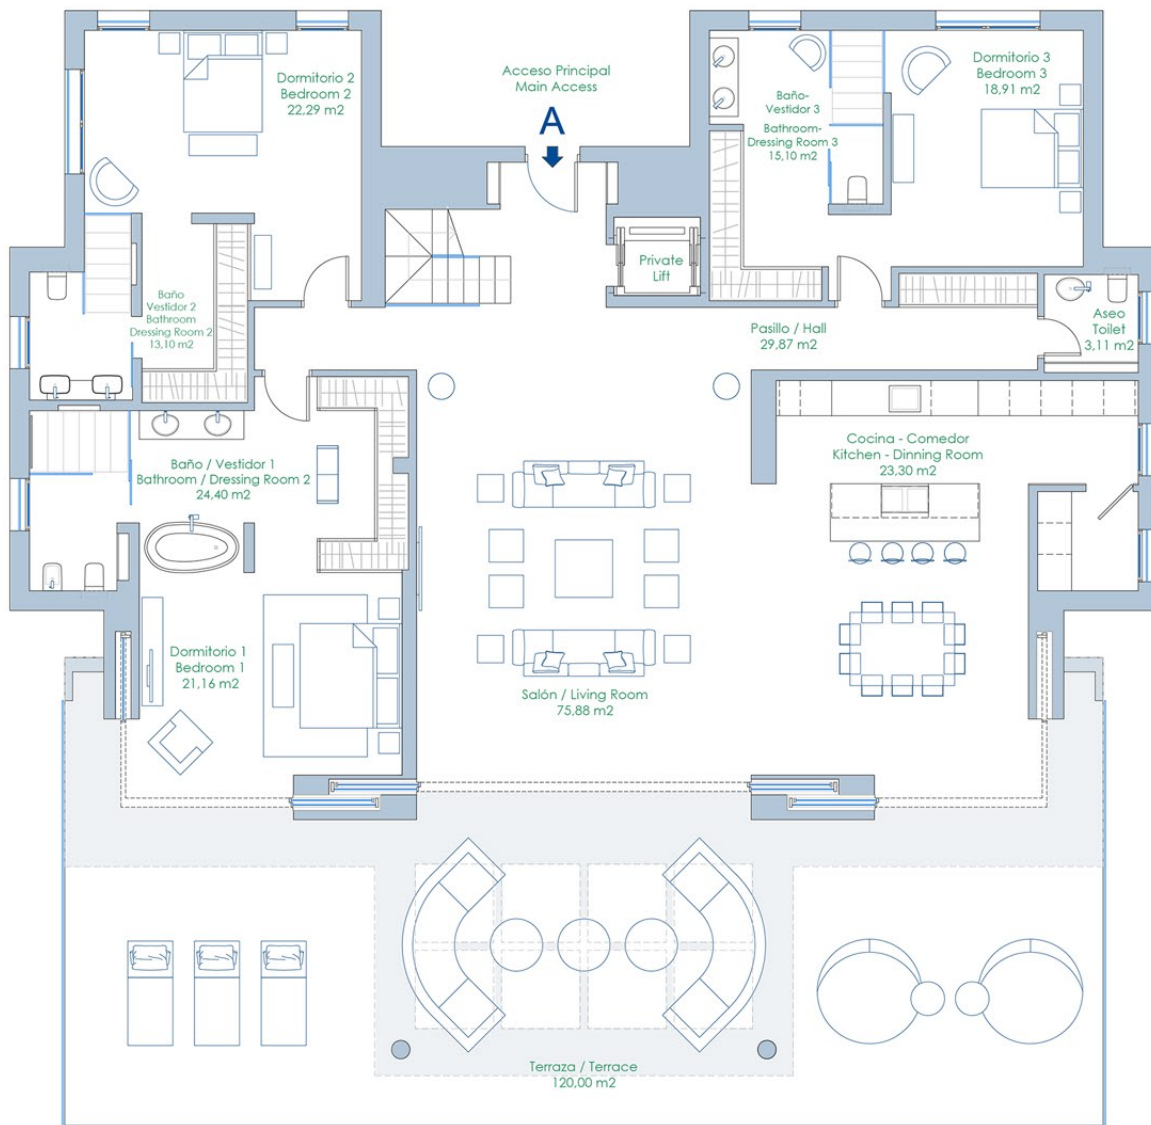 Dormitorio 2
Bedroom 2
22,29 m2
Acceso Principal
Main Access
A
Baño-
Vestidor 3
Bathroom-
Dressing Room 3
15,10 m2
Dormitorio 3
Bedroom 3
18,91 m2
Private
Lift
Baño
Vestidor 2
Bathroom
Dressing Room 2
13,10 m2
Pasillo / Hall
29,87 m2
Aseo
Toilet
3,11 m2
Baño / Vestidor 1
Bathroom / Dressing Room 2
24,40 m2
Cocina - Comedor
Kitchen - Dinning Room
23,30 m2
Dormitorio 1
Bedroom 1
21,16 m2
Salón / Living Room
75,88 m2
Terraza / Terrace
120,00 m2